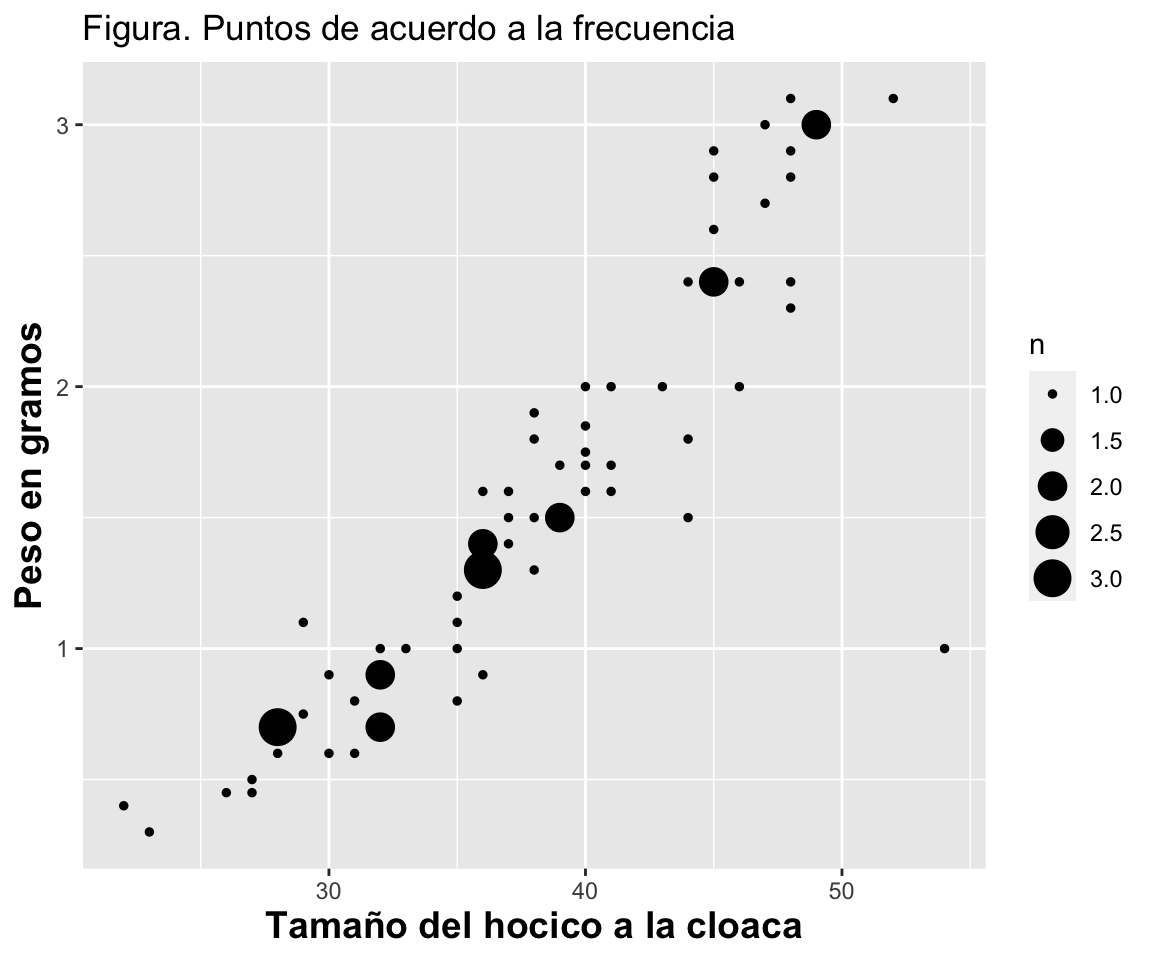 Figura. Puntos de acuerdo a la frecuencia
3
2
1
Peso en gramos
30 40 50
Tamaño del hocico a la cloaca
n
1.0
1.5
2.0
2.5
3.0